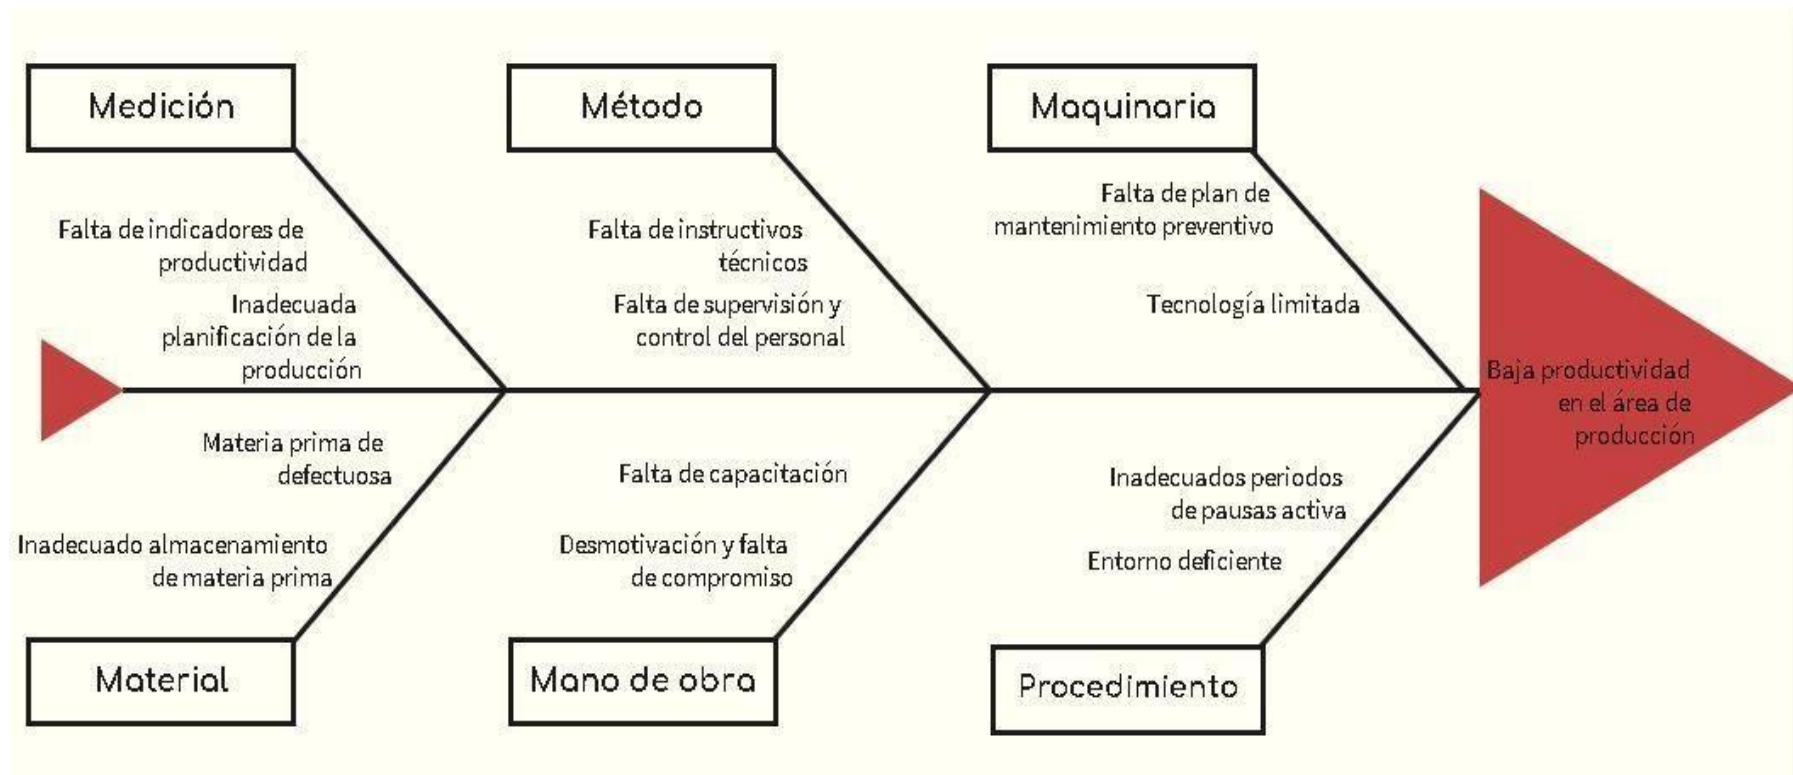 Medición
Método
Maquinaria
Falta de indicadores de
productividad
Inadecuada
planificación de la
producción
Falta de instructivos
técnicos
Falta de supervisión y
control del personal
Falta de plan de
mantenimiento preventivo
Tecnología limitada
Baja productividad
en el área de
producción
Materia prima de
defectuosa
Inadecuado almacenamiento
de materia prima
Falta de capacitación
Desmotivación y falta
de compromiso
Inadecuados periodos
de pausas activa
Entorno deficiente
Material
Mano de obra
Procedimiento